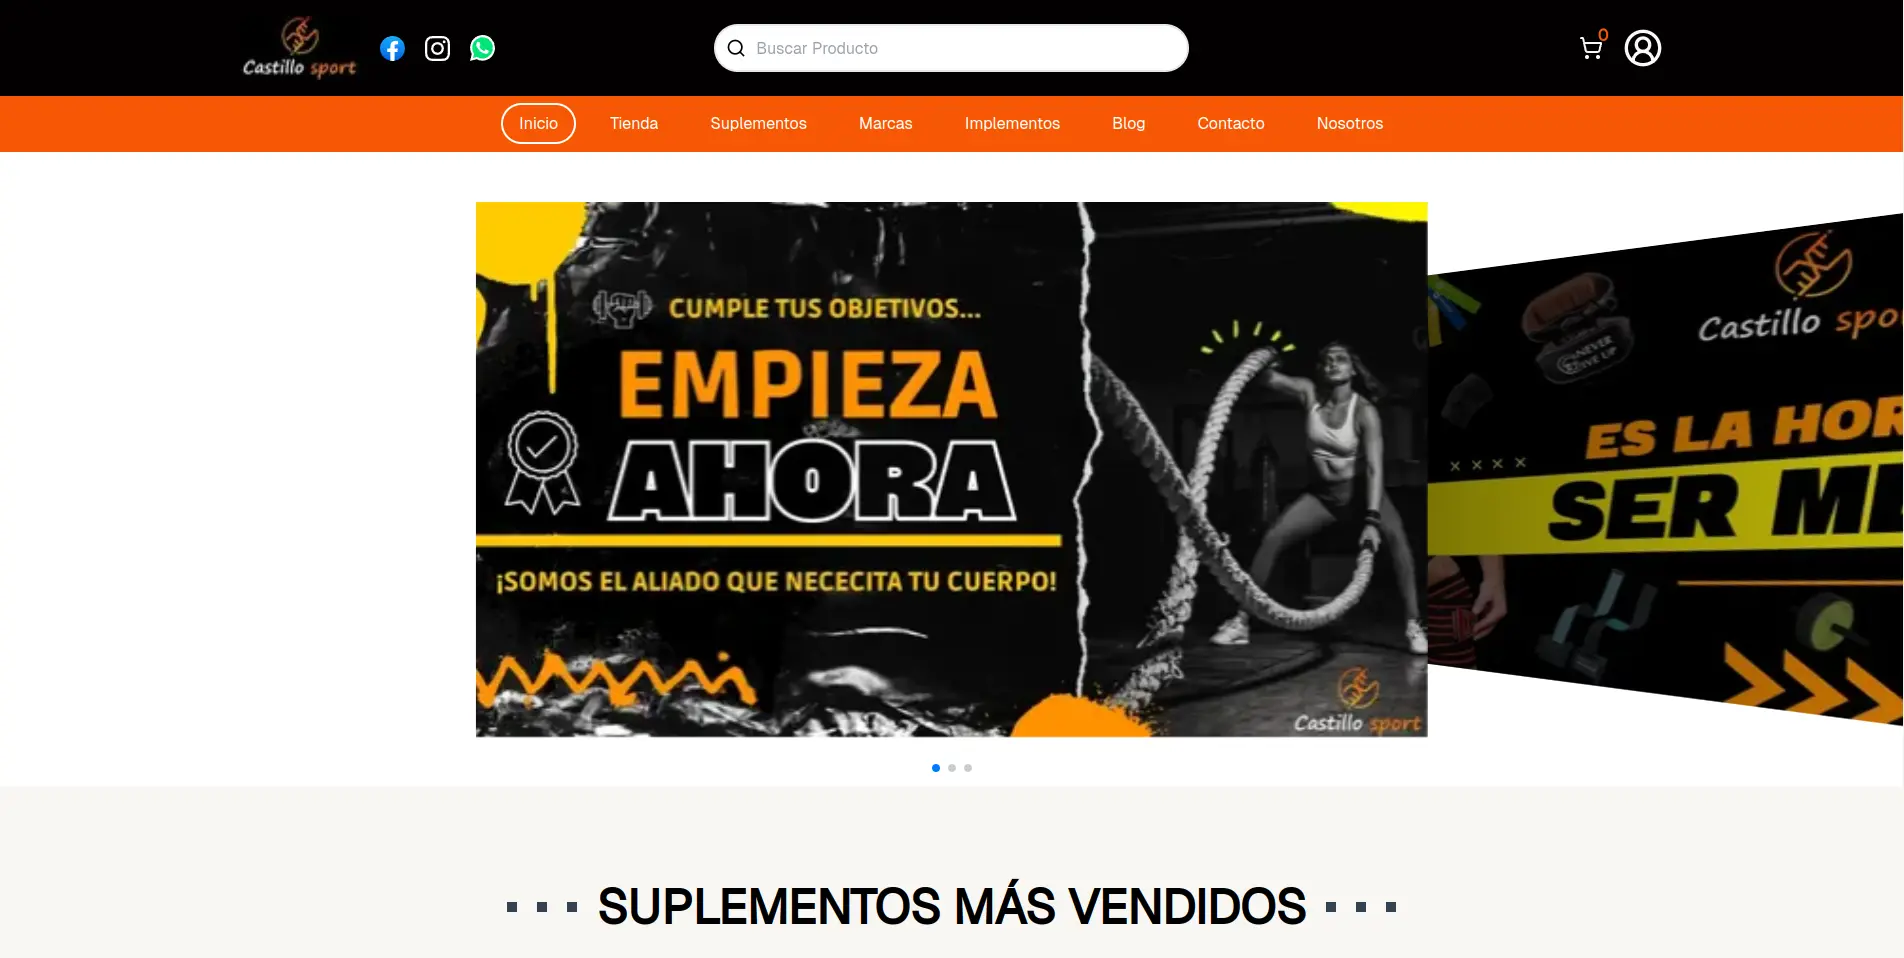 Castillo sport
Buscar Producto
0
Inicio
Tienda
Suplementos
Marcas
Implementos
Blog
Contacto
Nosotros
CUMPLE TUS OBJETIVOS...
EMPIEZA
AHORA
¡SOMOS EL ALIADO QUE NECECITA TU CUERPO!
Castillo sport
Castillo spo
NEVER
GIVE UP
ES LA HOR
SER ME
SUPLEMENTOS MÁS VENDIDOS